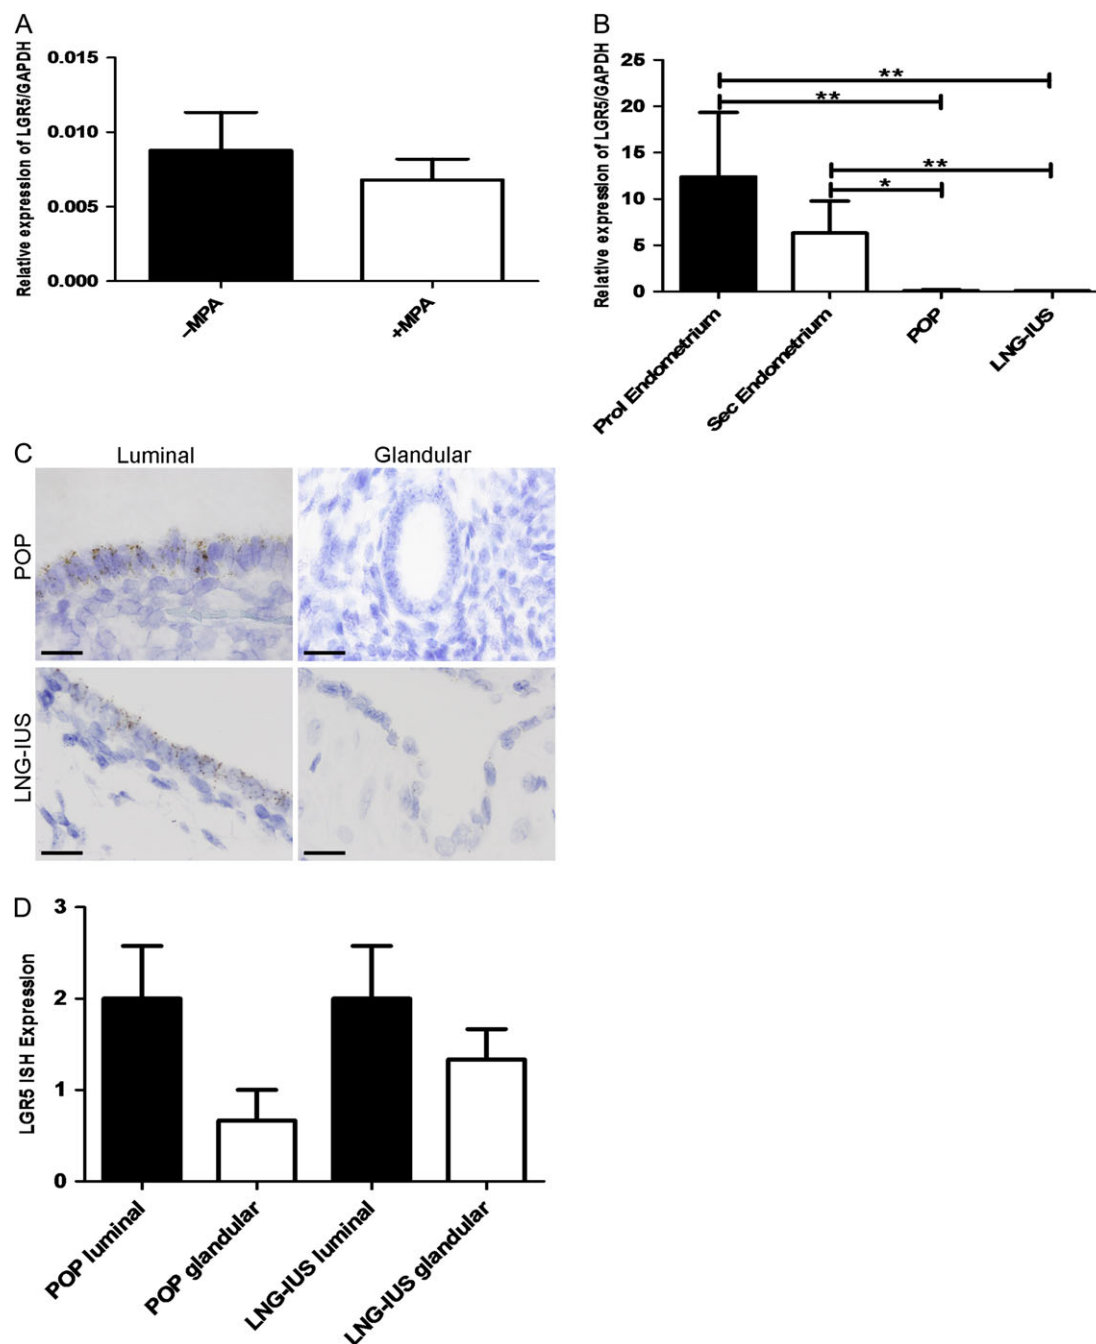 A
Relative expression of LGR5/GAPDH
0.015
0.010
0.005
0.000
–MPA
+MPA
B
Relative expression of LGR5/GAPDH
25
20
15
10
5
0
**
**
**
*
Prol Endometrium
Sec Endometrium
POP
LNG-IUS
C
Luminal
Glandular
POP
LNG-IUS
D
LGR5 ISH Expression
3
2
1
0
POP luminal
POP glandular
LNG-IUS luminal
LNG-IUS glandular